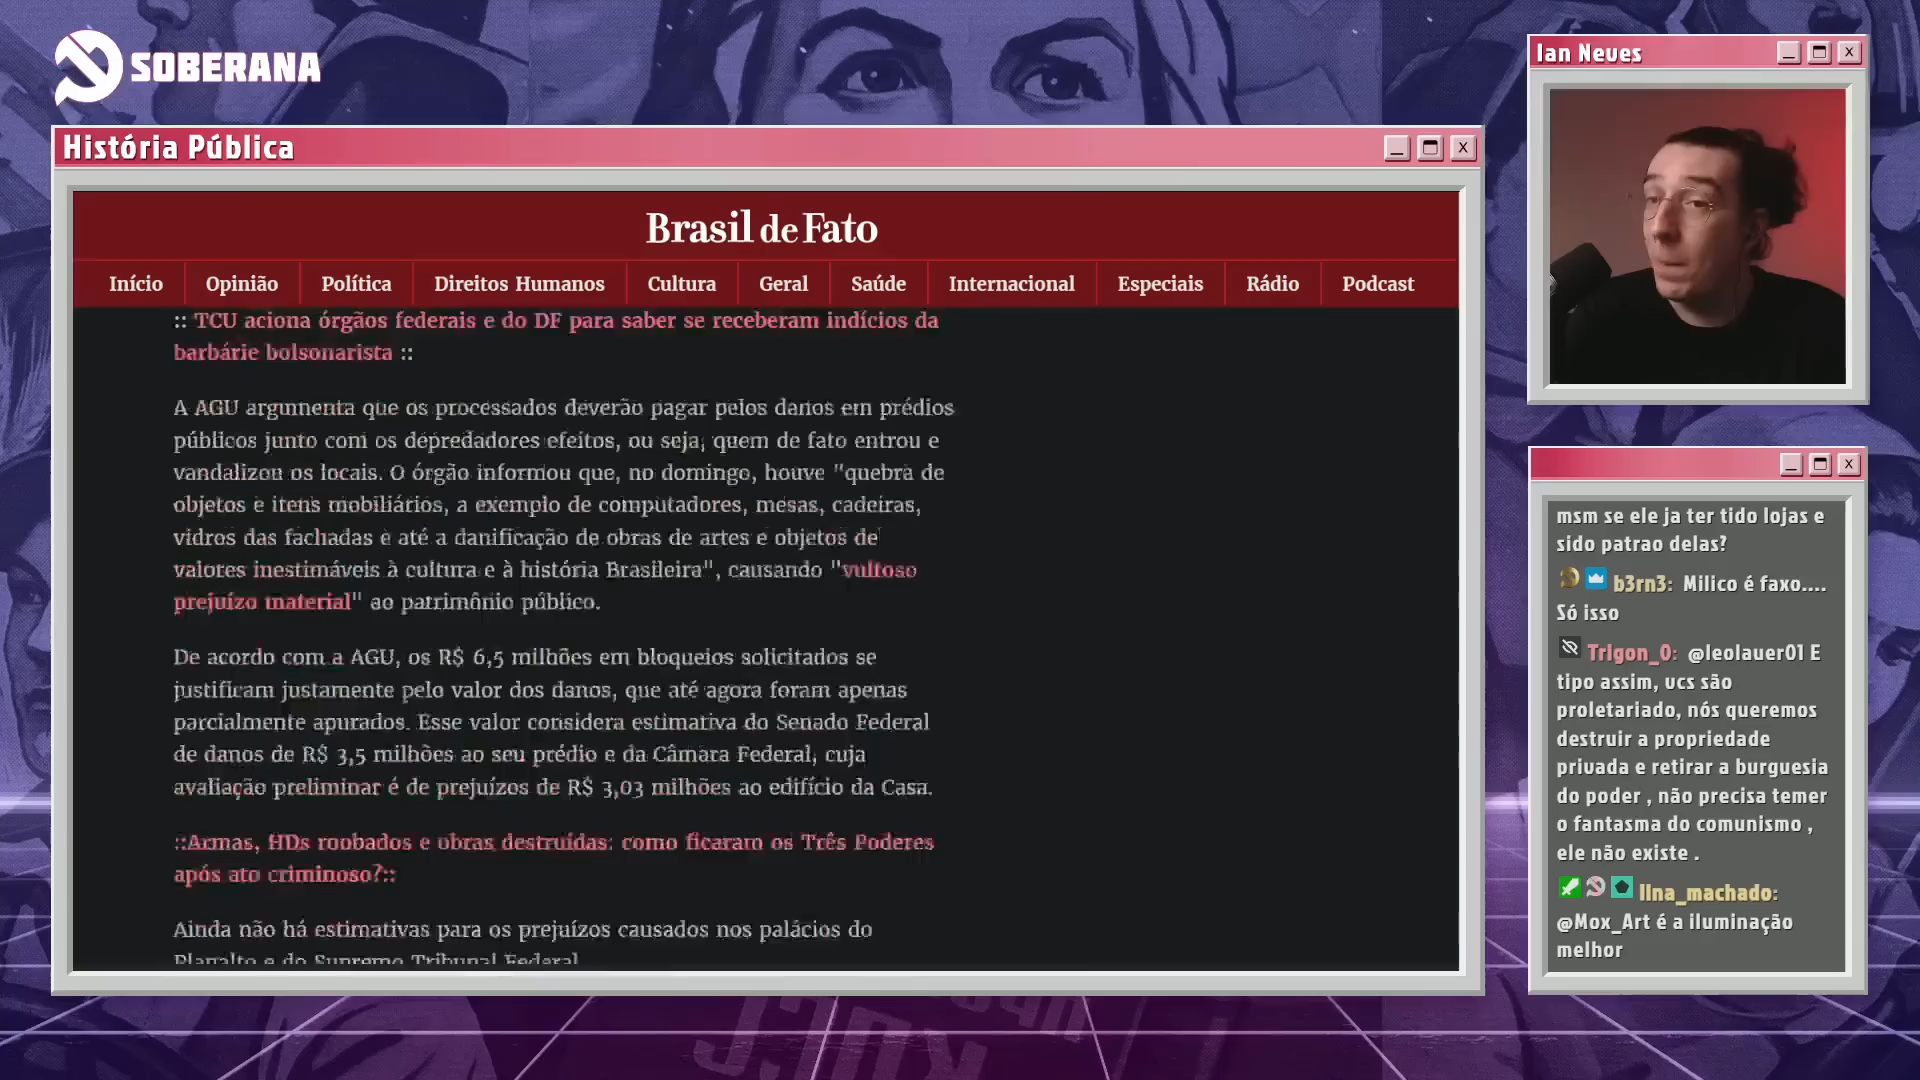 SOBERANA
História Pública
Brasil de Fato
Início
Opinião
Política
Direitos Humanos
Cultura
Geral
Saúde
Internacional
Especiais
Rádio
Podcast
:: TCU aciona órgãos federais e do DF para saber se receberam indícios da
barbárie bolsonarista ::
A AGU argumenta que os processados deverão pagar pelos danos em prédios
públicos junto com os depredadores efeitos, ou seja, quem de fato entrou e
vandalizou os locais. O órgão informou que, no domingo, houve "quebra de
objetos e itens mobiliários, a exemplo de computadores, mesas, cadeiras,
vidros das fachadas e até a danificação de obras de artes e objetos de
valores inestimáveis à cultura e à história Brasileira", causando "vultoso
prejuízo material" ao patrimônio público.
De acordo com a AGU, os R$ 6,5 milhões em bloqueios solicitados se
justificam justamente pelo valor dos danos, que até agora foram apenas
parcialmente apurados. Esse valor considera estimativa do Senado Federal
de danos de R$ 3,5 milhões ao seu prédio e da Câmara Federal, cuja
avaliação preliminar é de prejuízos de R$ 3,03 milhões ao edifício da Casa.
::Armas, HDs roubados e obras destruídas: como ficaram os Três Poderes
após ato criminoso?::
Ainda não há estimativas para os prejuízos causados nos palácios do
Planalto e do Supremo Tribunal Federal.
Ian Neves
msm se ele ja ter tido lojas e
sido patrao delas?
b3rn3: Milico é faxo....
Só isso
Trigon_0: @leolauer01 E
tipo assim, vcs são
proletariado, nós queremos
destruir a propriedade
privada e retirar a burguesia
do poder , não precisa temer
o fantasma do comunismo ,
ele não existe .
lina_machado:
@Mox_Art é a iluminação
melhor